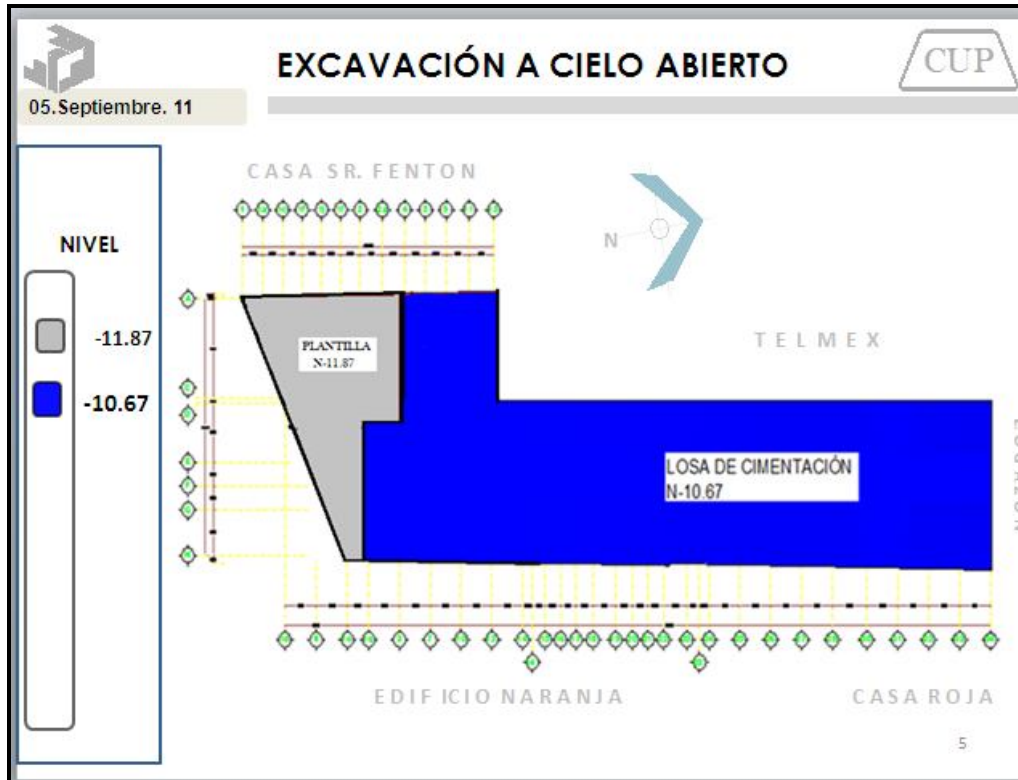 EXCAVACIÓN A CIELO ABIERTO
CUP
05.Septiembre. 11
CASA SR. FENTON
N
NIVEL
-11.87
-10.67
PLANTILLA
N-11.87
TELMEX
LOSA DE CIMENTACIÓN
N-10.67
EDIFICIO NARANJA
CASA ROJA
5